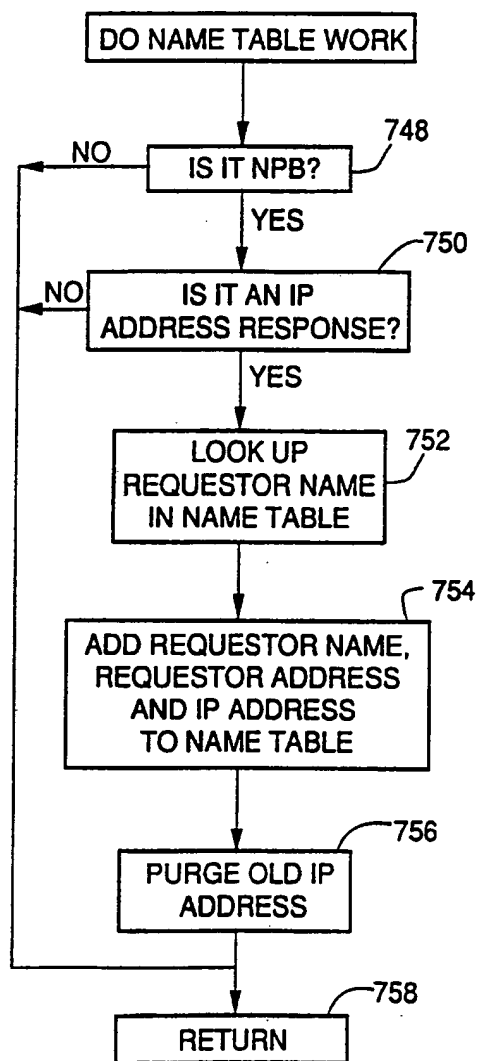 DO NAME TABLE WORK
748
NO
IS IT NPB?
YES
750
NO
IS IT AN IP
ADDRESS RESPONSE?
YES
752
LOOK UP
REQUESTOR NAME
IN NAME TABLE
754
ADD REQUESTOR NAME,
REQUESTOR ADDRESS
AND IP ADDRESS
TO NAME TABLE
756
PURGE OLD IP
ADDRESS
758
RETURN